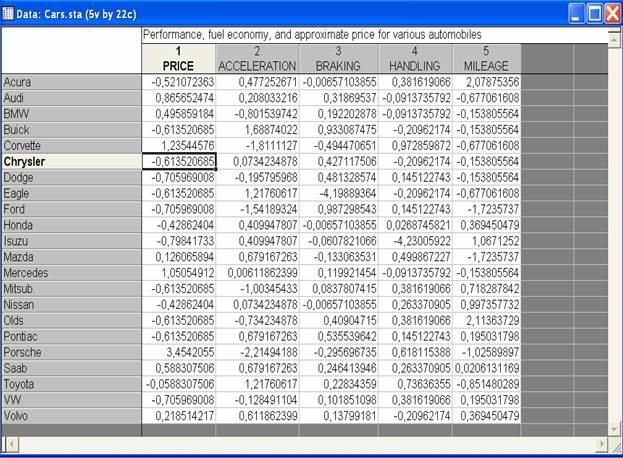 Data: Cars.sta (5v by 22c)
Performance, fuel economy, and approximate price for various automobiles
1 2 3 4 5
PRICE ACCELERATION BRAKING HANDLING MILEAGE
Acura -0,521072363 0,477252671 -0,00657103855 0,381619066 2,07875356
Audi 0,865652474 0,208033216 0,31869537 -0,0913735792 -0,677061608
BMW 0,495859184 -0,801539742 0,192202878 -0,0913735792 -0,153805564
Buick -0,613520685 1,68874022 0,933087475 -0,20962174 -0,153805564
Corvette 1,23544576 -1,8111127 -0,494470651 0,972859872 -0,677061608
Chrysler -0,613520685 0,0734234878 0,427117506 -0,20962174 -0,153805564
Dodge -0,705969008 -0,195795968 0,481328574 0,145122743 -0,153805564
Eagle -0,613520685 1,21760617 -4,19889364 -0,20962174 -0,677061608
Ford -0,705969008 -1,54189324 0,987298543 0,145122743 -1,7235737
Honda -0,42862404 0,409947807 -0,00657103855 0,0268745821 0,369450479
Isuzu -0,79841733 0,409947807 -0,0607821066 -4,23005922 1,0671252
Mazda 0,126065894 0,679167263 -0,133063531 0,499867227 -1,7235737
Mercedes 1,05054912 0,00611862399 0,119921454 -0,0913735792 -0,153805564
Mitsub. -0,613520685 -1,00345433 0,0837807415 0,381619066 0,718287842
Nissan -0,42862404 0,0734234878 -0,00657103855 0,263370905 0,997357732
Olds -0,613520685 -0,734234878 0,40904715 0,381619066 2,11363729
Pontiac -0,613520685 0,679167263 0,535539642 0,145122743 0,195031798
Porsche 3,4542055 -2,21494188 -0,295696735 0,618115388 -1,02589897
Saab 0,588307506 0,679167263 0,246413946 0,263370905 0,0206131169
Toyota -0,0588307506 1,21760617 0,22834359 0,73636355 -0,851480289
VW -0,705969008 -0,128491104 0,101851098 0,381619066 0,195031798
Volvo 0,218514217 0,611862399 0,13799181 -0,20962174 0,369450479